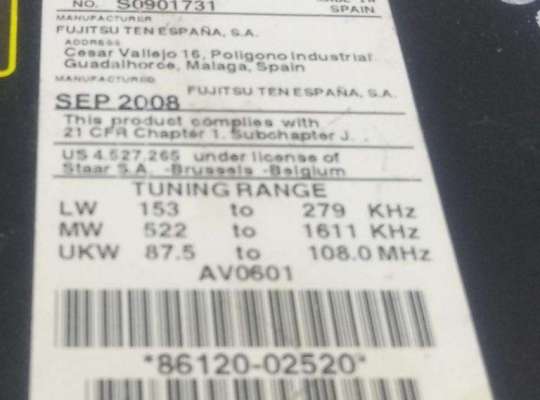 NO. S0901731
MADE IN
SPAIN
MANUFACTURER
FUJITSU TEN ESPAÑA, S.A.
ADDRESS
Cesar Vallejo 16, Poligono Industrial
Guadalhorce, Malaga, Spain
MANUFACTURED
FUJITSU TEN ESPAÑA, S.A.
SEP 2008
This product complies with
21 CFR Chapter 1. Subchapter J.
US 4.527.265 under license of
Staar S.A. -Brussels -Belgium
TUNING RANGE
LW 153 to 279 KHz
MW 522 to 1611 KHz
UKW 87.5 to 108.0 MHz
AV0601
*86120-02520*